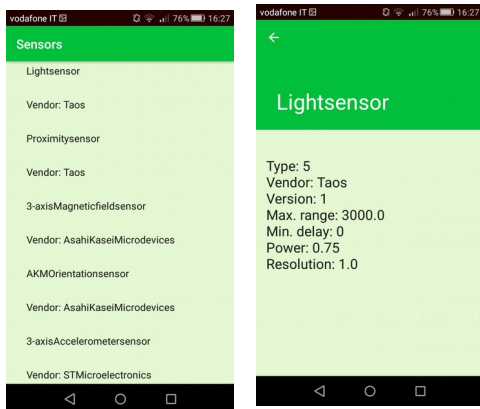 vodafone IT 76% 16:27
Sensors
Lightsensor
Vendor: Taos
Proximitysensor
Vendor: Taos
3-axisMagneticfieldsensor
Vendor: AsahiKaseiMicrodevices
AKMOrientationsensor
Vendor: AsahiKaseiMicrodevices
3-axisAccelerometersensor
Vendor: STMicroelectronics
vodafone IT 76% 16:27
Lightsensor
Type: 5
Vendor: Taos
Version: 1
Max. range: 3000.0
Min. delay: 0
Power: 0.75
Resolution: 1.0